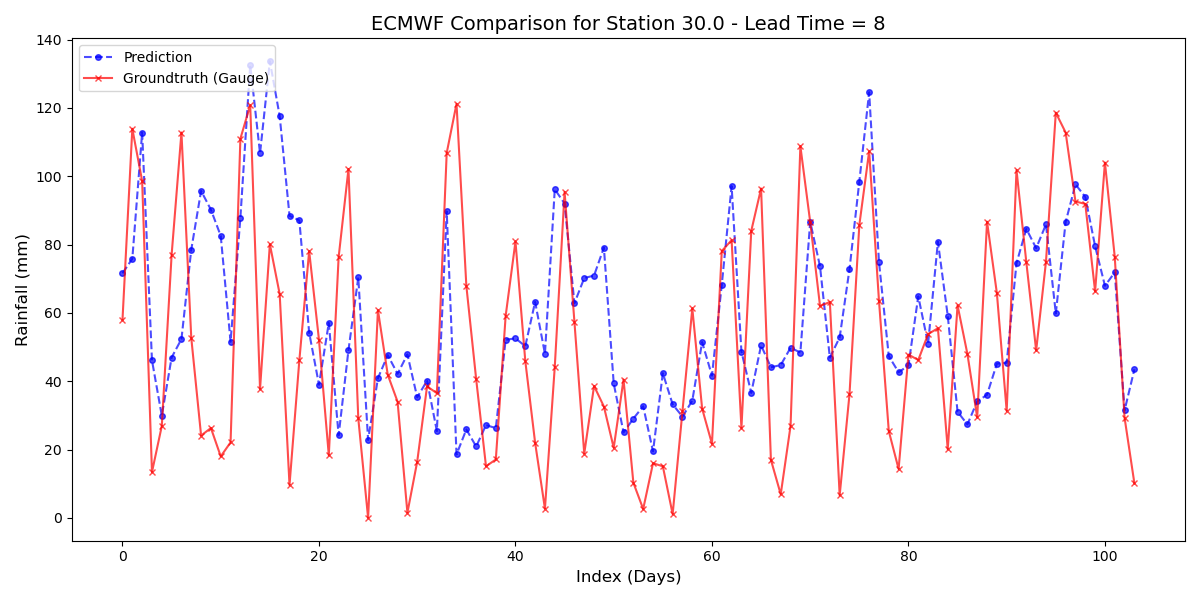 ECMWF Comparison for Station 30.0 - Lead Time = 8
Prediction
Groundtruth (Gauge)
Rainfall (mm)
140
120
100
80
60
40
20
0
0 20 40 60 80 100
Index (Days)